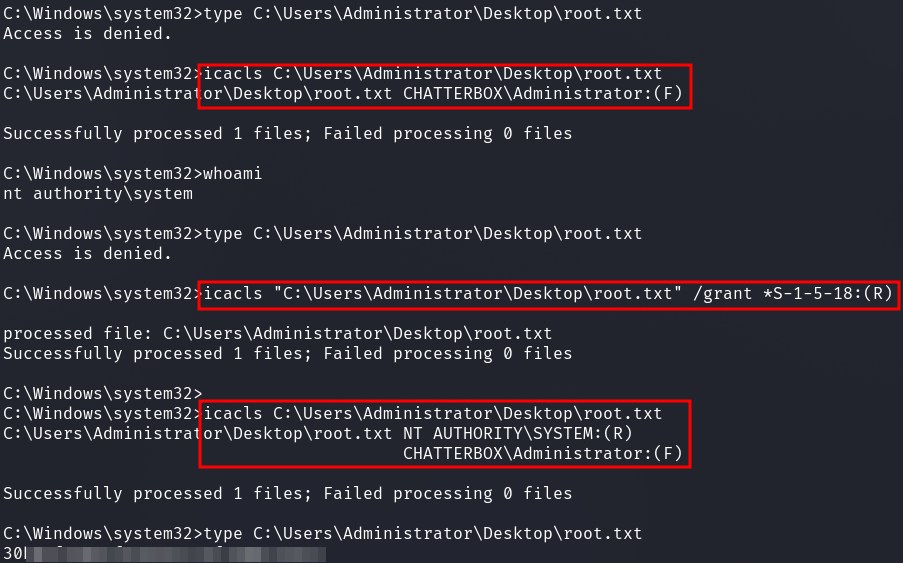 C:\Windows\system32>type C:\Users\Administrator\Desktop\root.txt
Access is denied.
C:\Windows\system32>icacls C:\Users\Administrator\Desktop\root.txt
C:\Users\Administrator\Desktop\root.txt CHATTERBOX\Administrator:(F)
Successfully processed 1 files; Failed processing 0 files
C:\Windows\system32>whoami
nt authority\system
C:\Windows\system32>type C:\Users\Administrator\Desktop\root.txt
Access is denied.
C:\Windows\system32>icacls "C:\Users\Administrator\Desktop\root.txt" /grant *S-1-5-18:(R)
processed file: C:\Users\Administrator\Desktop\root.txt
Successfully processed 1 files; Failed processing 0 files
C:\Windows\system32>
C:\Windows\system32>icacls C:\Users\Administrator\Desktop\root.txt
C:\Users\Administrator\Desktop\root.txt NT AUTHORITY\SYSTEM:(R)
CHATTERBOX\Administrator:(F)
Successfully processed 1 files; Failed processing 0 files
C:\Windows\system32>type C:\Users\Administrator\Desktop\root.txt